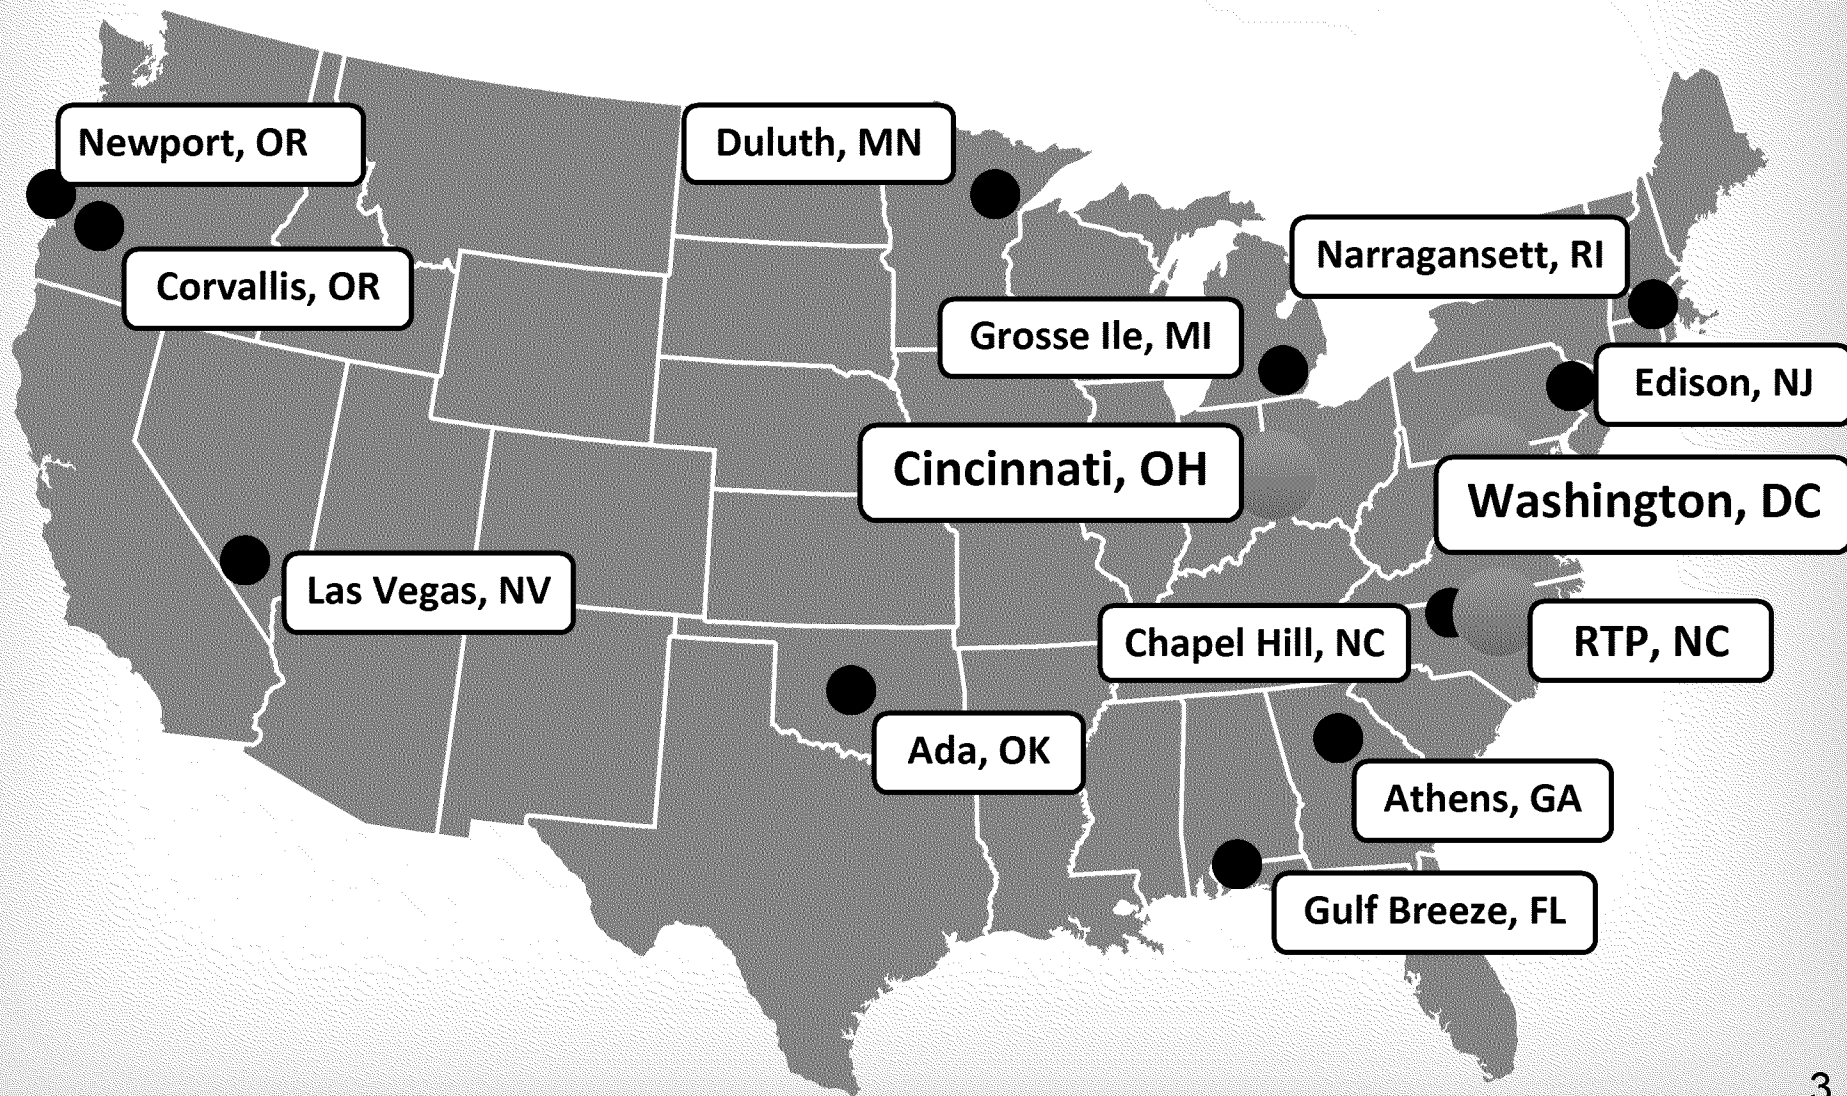 Newport, OR
Duluth, MN
Narragansett, RI
Corvallis, OR
Grosse Ile, MI
Edison, NJ
Cincinnati, OH
Washington, DC
Las Vegas, NV
Chapel Hill, NC
RTP, NC
Ada, OK
Athens, GA
Gulf Breeze, FL
3